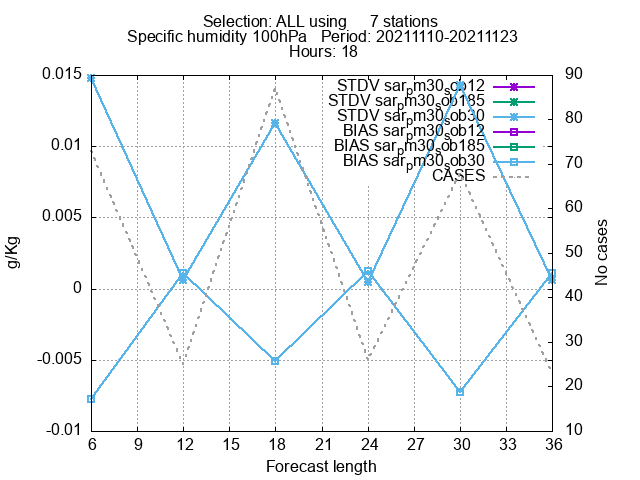 Selection: ALL using 7 stations
Specific humidity 100hPa Period: 20211110-20211123
Hours: 18
STDV sar_pm30_sob12
STDV sar_pm30_sob185
STDV sar_pm30_sob30
BIAS sar_pm30_sob12
BIAS sar_pm30_sob185
BIAS sar_pm30_sob30
CASES
0.015
0.01
0.005
0
-0.005
-0.01
g/Kg
90
80
70
60
50
40
30
20
10
No cases
6 9 12 15 18 21 24 27 30 33 36
Forecast length